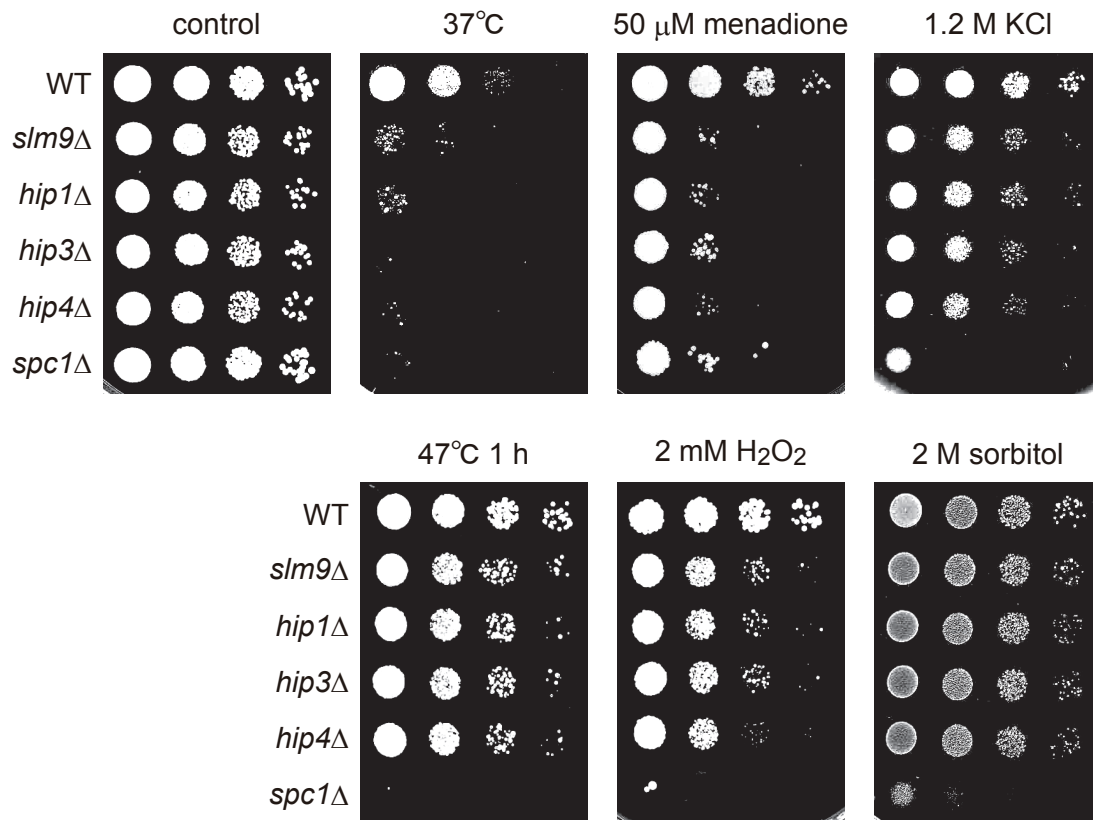 control
37°C
50 μM menadione
1.2 M KCl
WT
slm9Δ
hip1Δ
hip3Δ
hip4Δ
spc1Δ
47°C 1 h
2 mM H₂O₂
2 M sorbitol
WT
slm9Δ
hip1Δ
hip3Δ
hip4Δ
spc1Δ